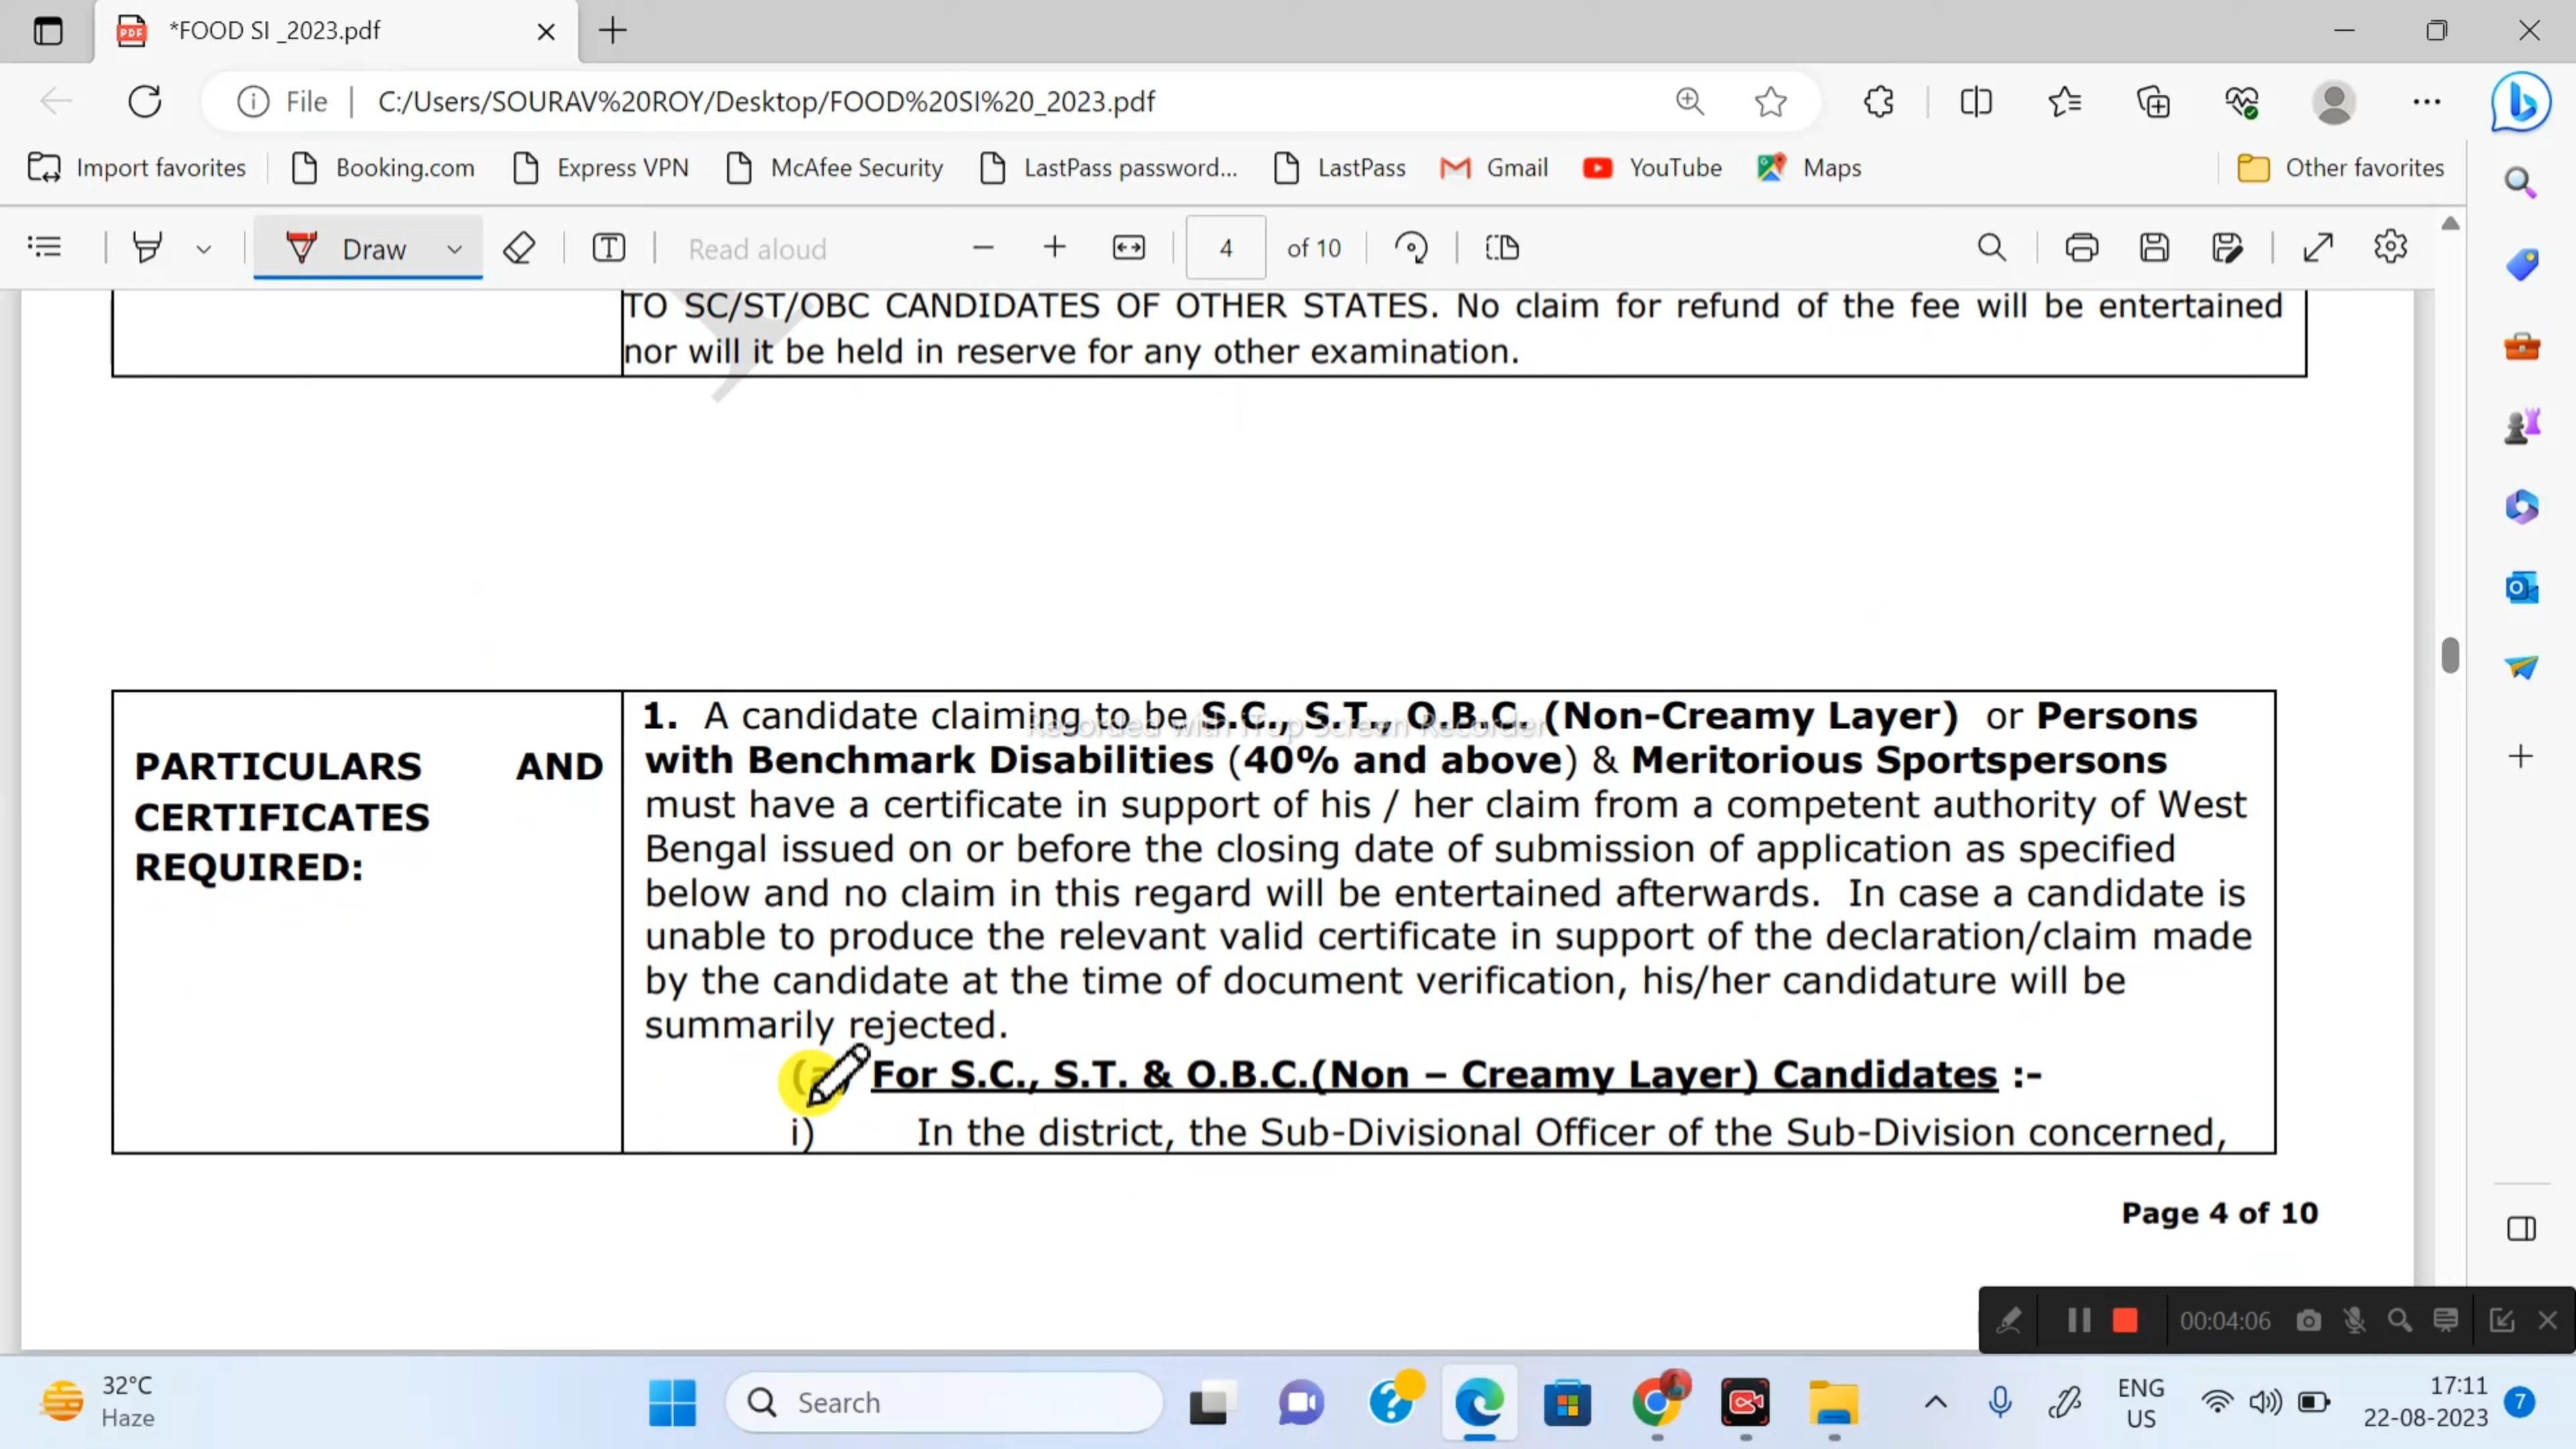 *FOOD SI _2023.pdf
File
C:/Users/SOURAV%20ROY/Desktop/FOOD%20SI%20_2023.pdf
Import favorites
Booking.com
Express VPN
McAfee Security
LastPass password...
LastPass
Gmail
YouTube
Maps
Other favorites
Draw
Read aloud
4
of 10
TO SC/ST/OBC CANDIDATES OF OTHER STATES. No claim for refund of the fee will be entertained
nor will it be held in reserve for any other examination.
PARTICULARS AND
CERTIFICATES
REQUIRED:
1. A candidate claiming to be S.C., S.T., O.B.C. (Non-Creamy Layer) or Persons
Recorded with iTop Screen Recorder
with Benchmark Disabilities (40% and above) & Meritorious Sportspersons
must have a certificate in support of his / her claim from a competent authority of West
Bengal issued on or before the closing date of submission of application as specified
below and no claim in this regard will be entertained afterwards. In case a candidate is
unable to produce the relevant valid certificate in support of the declaration/claim made
by the candidate at the time of document verification, his/her candidature will be
summarily rejected.
(a) For S.C., S.T. & O.B.C.(Non – Creamy Layer) Candidates :-
i) In the district, the Sub-Divisional Officer of the Sub-Division concerned,
Page 4 of 10
00:04:06
32°C
Haze
Search
ENG
US
17:11
22-08-2023
7